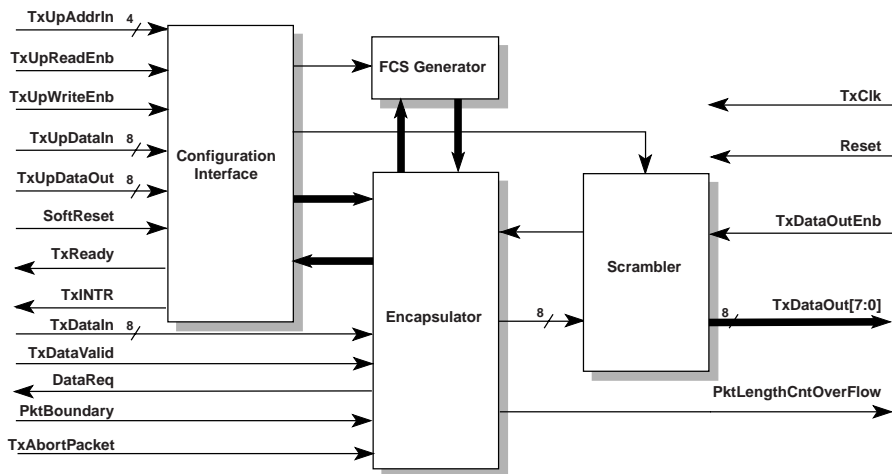 TxUpAddrIn
4
TxUpReadEnb
TxUpWriteEnb
TxUpDataIn
8
TxUpDataOut
8
SoftReset
TxReady
TxINTR
TxDataIn
8
TxDataValid
DataReq
PktBoundary
TxAbortPacket
Configuration
Interface
FCS Generator
Encapsulator
8
Scrambler
TxClk
Reset
TxDataOutEnb
TxDataOut[7:0]
8
PktLengthCntOverFlow